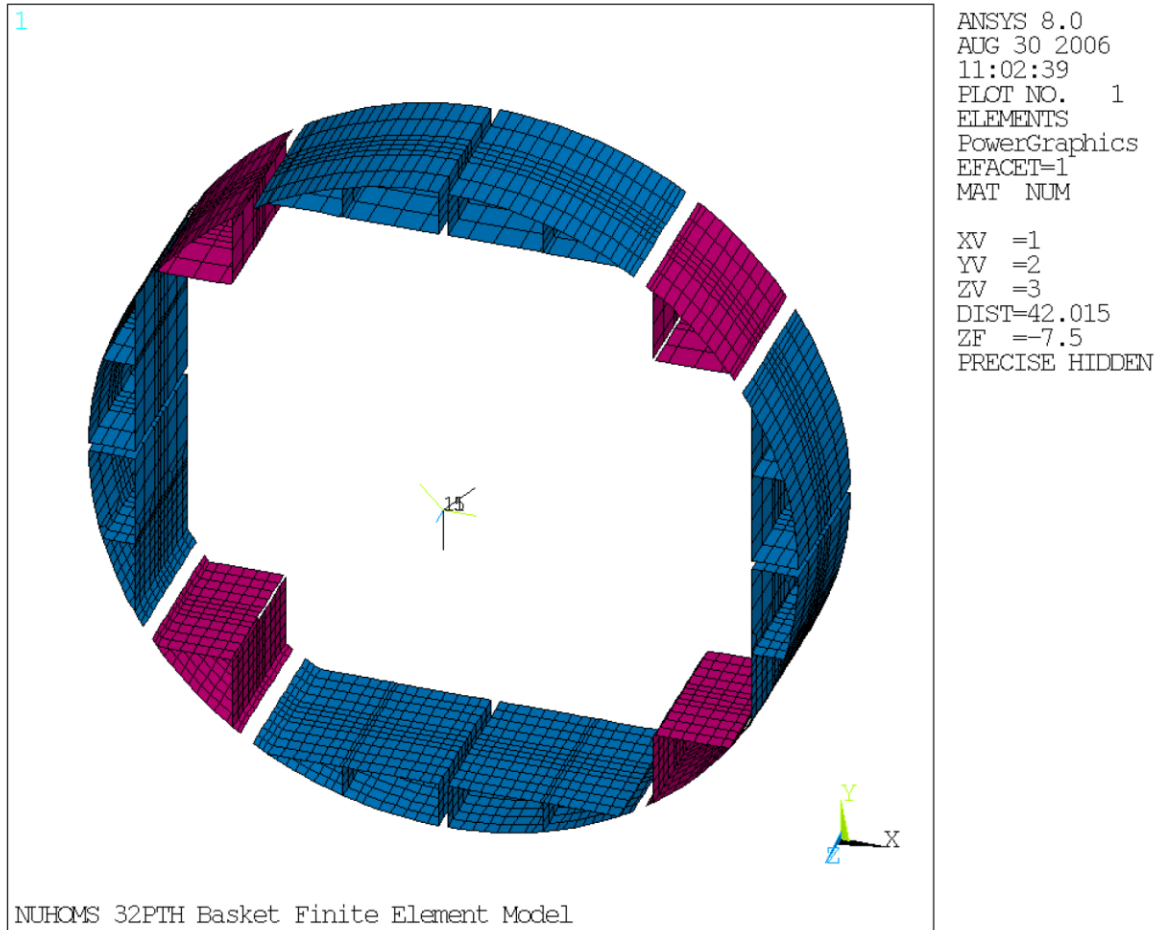 1
ANSYS 8.0
AUG 30 2006
11:02:39
PLOT NO. 1
ELEMENTS
PowerGraphics
EFACET=1
MAT NUM
XV =1
YV =2
ZV =3
DIST=42.015
ZF =-7.5
PRECISE HIDDEN
Y
X
Z
NUHOMS 32PTH Basket Finite Element Model